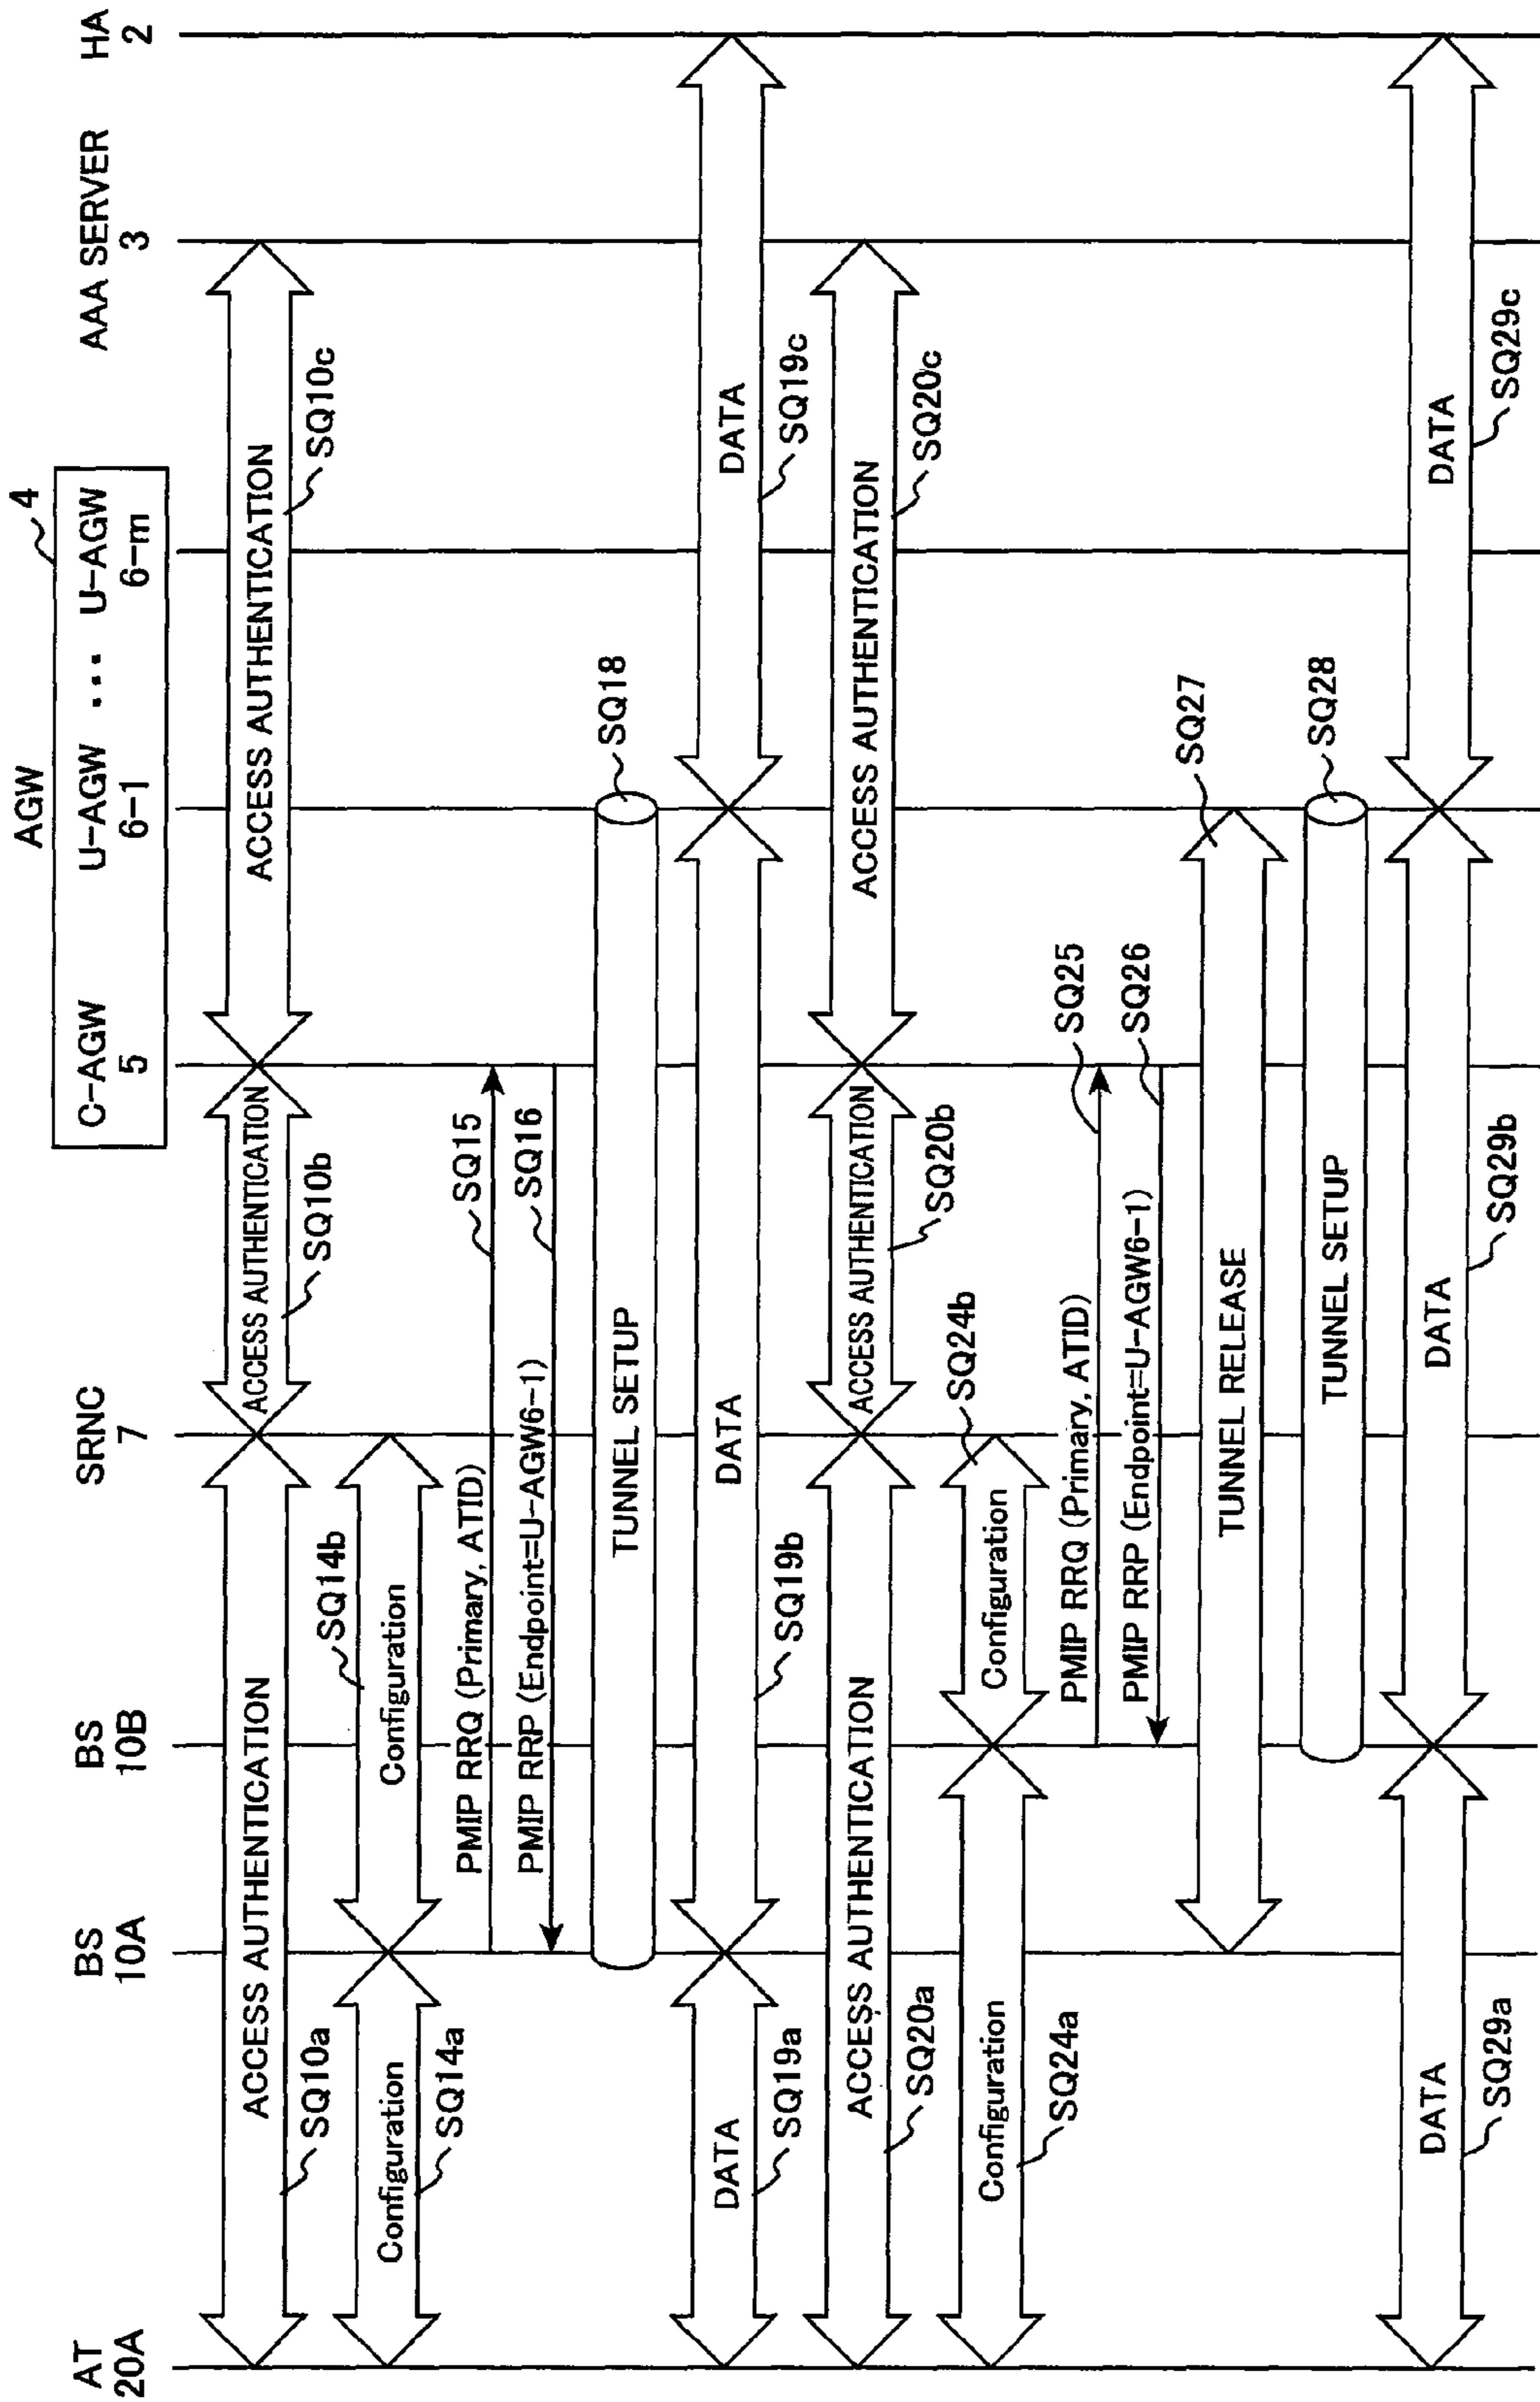 AT
20A
BS
10A
BS
10B
SRNC
7
AGW
4
C-AGW
5
U-AGW
6-1
...
U-AGW
6-m
AAA SERVER
3
HA
2
ACCESS AUTHENTICATION
SQ10a
ACCESS AUTHENTICATION
SQ10b
ACCESS AUTHENTICATION
SQ10c
Configuration
SQ14a
Configuration
SQ14b
PMIP RRQ (Primary, ATID)
SQ15
PMIP RRP (Endpoint=U-AGW6-1)
SQ16
TUNNEL SETUP
SQ18
DATA
SQ19a
DATA
SQ19b
DATA
SQ19c
ACCESS AUTHENTICATION
SQ20a
ACCESS AUTHENTICATION
SQ20b
ACCESS AUTHENTICATION
SQ20c
Configuration
SQ24a
Configuration
SQ24b
PMIP RRQ (Primary, ATID)
SQ25
PMIP RRP (Endpoint=U-AGW6-1)
SQ26
TUNNEL RELEASE
SQ27
TUNNEL SETUP
SQ28
DATA
SQ29a
DATA
SQ29b
DATA
SQ29c